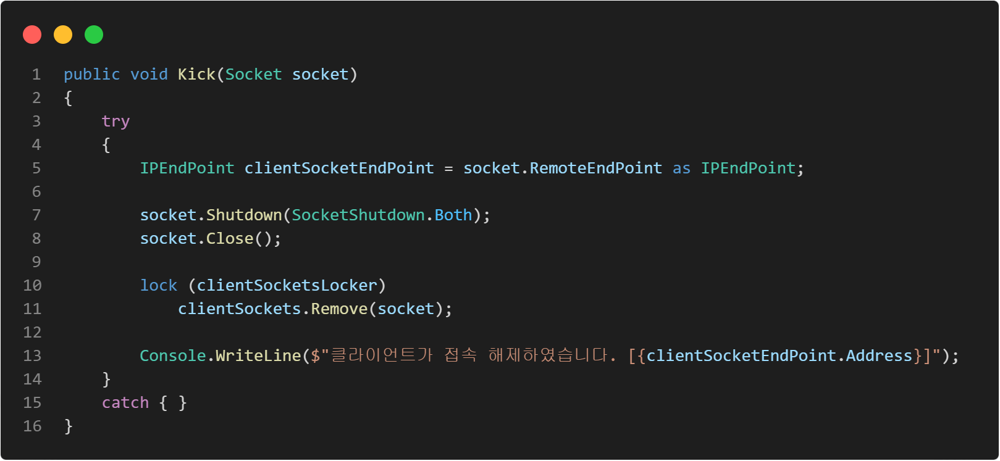 1 public void Kick(Socket socket)
2 {
3     try
4     {
5         IPEndPoint clientSocketEndPoint = socket.RemoteEndPoint as IPEndPoint;
6
7         socket.Shutdown(SocketShutdown.Both);
8         socket.Close();
9
10         lock (clientSocketsLocker)
11             clientSockets.Remove(socket);
12
13         Console.WriteLine($"클라이언트가 접속 해제하였습니다. [{clientSocketEndPoint.Address}]");
14     }
15     catch { }
16 }